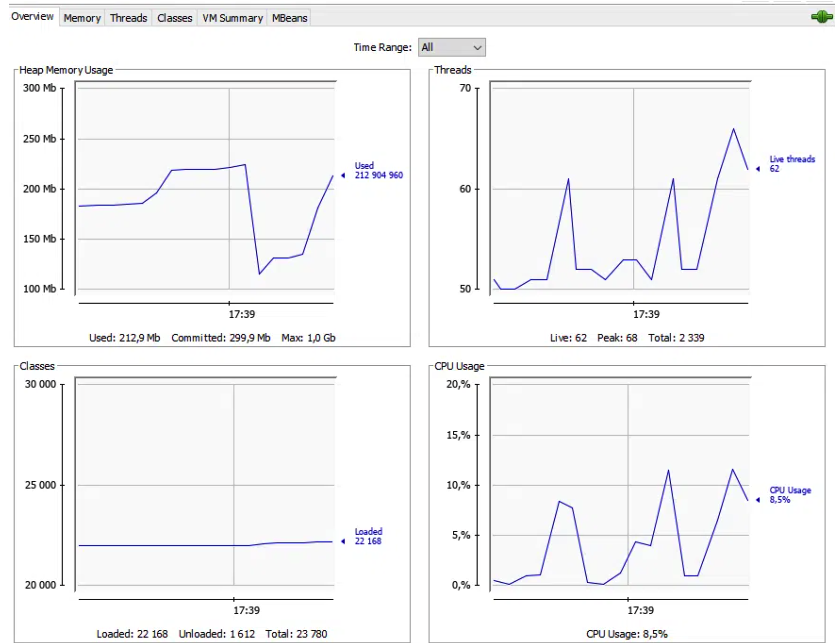 Overview Memory Threads Classes VM Summary MBeans
Time Range: All
Heap Memory Usage
300 Mb
250 Mb
200 Mb
150 Mb
100 Mb
Used
212 904 960
17:39
Used: 212,9 Mb Committed: 299,9 Mb Max: 1,0 Gb
Threads
70
60
50
Live threads
62
17:39
Live: 62 Peak: 68 Total: 2 339
Classes
30 000
25 000
20 000
Loaded
22 168
17:39
Loaded: 22 168 Unloaded: 1 612 Total: 23 780
CPU Usage
20,%
15,%
10,%
5,%
0,%
CPU Usage
8,5%
17:39
CPU Usage: 8,5%